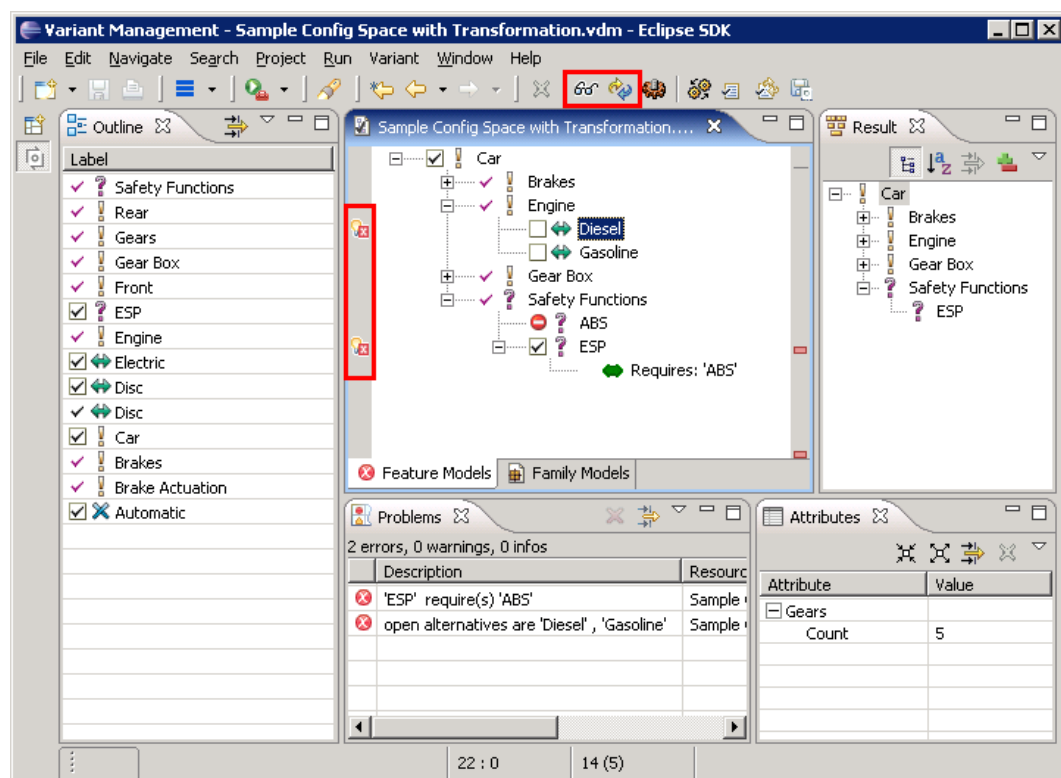 Variant Management - Sample Config Space with Transformation.vdm - Eclipse SDK
File Edit Navigate Search Project Run Variant Window Help
Outline
Label
Safety Functions
Rear
Gears
Gear Box
Front
ESP
Engine
Electric
Disc
Disc
Car
Brakes
Brake Actuation
Automatic
Sample Config Space with Transformation....
Car
Brakes
Engine
Diesel
Gasoline
Gear Box
Safety Functions
ABS
ESP
Requires: 'ABS'
Feature Models Family Models
Result
Car
Brakes
Engine
Gear Box
Safety Functions
ESP
Problems
2 errors, 0 warnings, 0 infos
Description Resourc
'ESP' require(s) 'ABS' Sample
open alternatives are 'Diesel' , 'Gasoline' Sample
Attributes
Attribute Value
Gears
Count 5
22 : 0 14 (5)